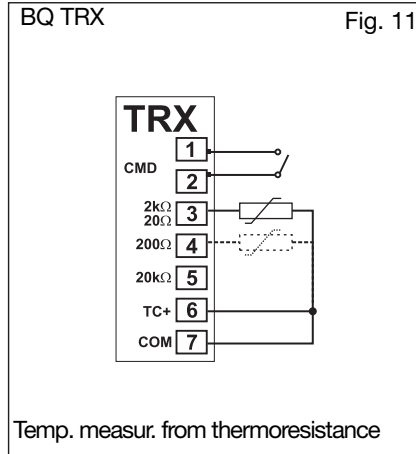 BQ TRX
Fig. 11
TRX
1
CMD
2
2kΩ
20Ω
3
200Ω 4
20kΩ 5
TC+ 6
COM 7
Temp. measur. from thermoresistance